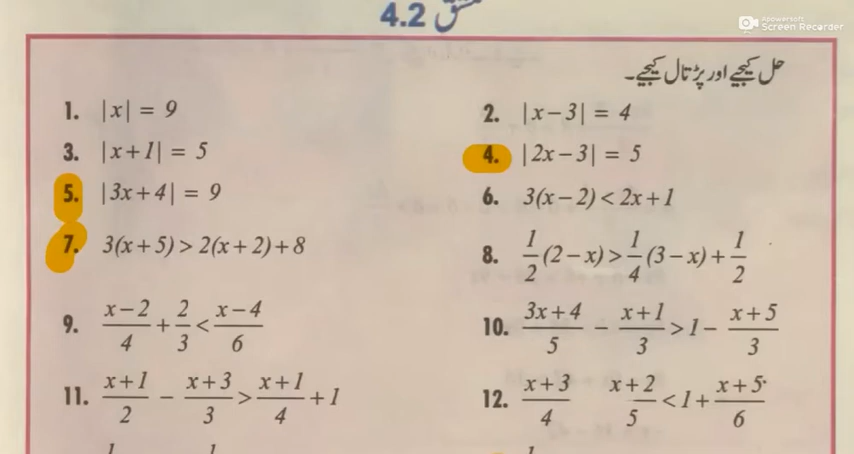 مشق 4.2
Apowersoft
Screen Recorder
حل کیجیے اور پڑتال کیجیے۔
1. |x| = 9
2. |x-3| = 4
3. |x+1| = 5
4. |2x-3| = 5
5. |3x+4| = 9
6. 3(x-2) < 2x+1
7. 3(x+5) > 2(x+2)+8
8. 1/2(2-x) > 1/4(3-x) + 1/2
9. x-2/4 + 2/3 < x-4/6
10. 3x+4/5 - x+1/3 > 1 - x+5/3
11. x+1/2 - x+3/3 > x+1/4 + 1
12. x+3/4 x+2/5 < 1 + x+5/6